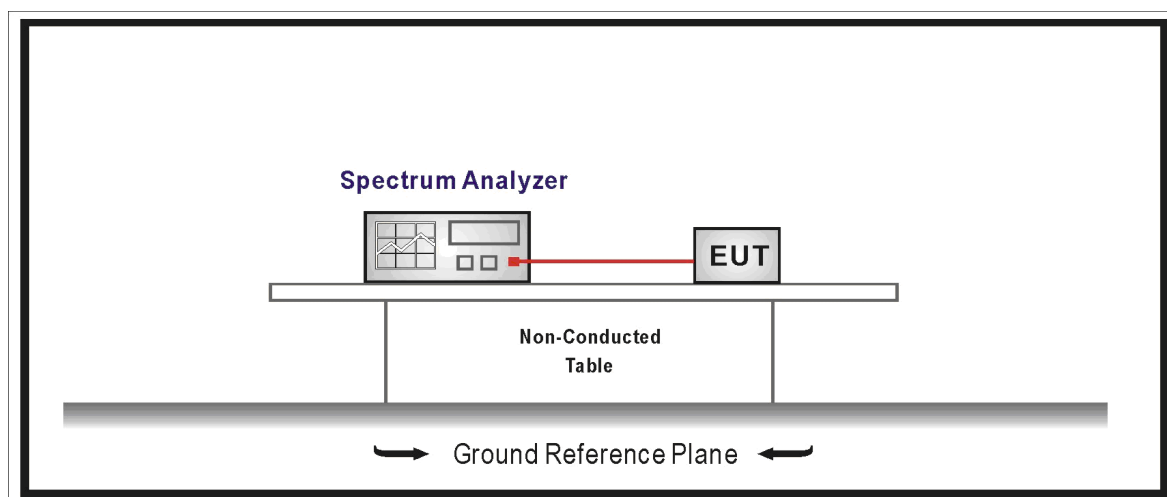 Spectrum Analyzer
EUT
Non-Conducted
Table
Ground Reference Plane